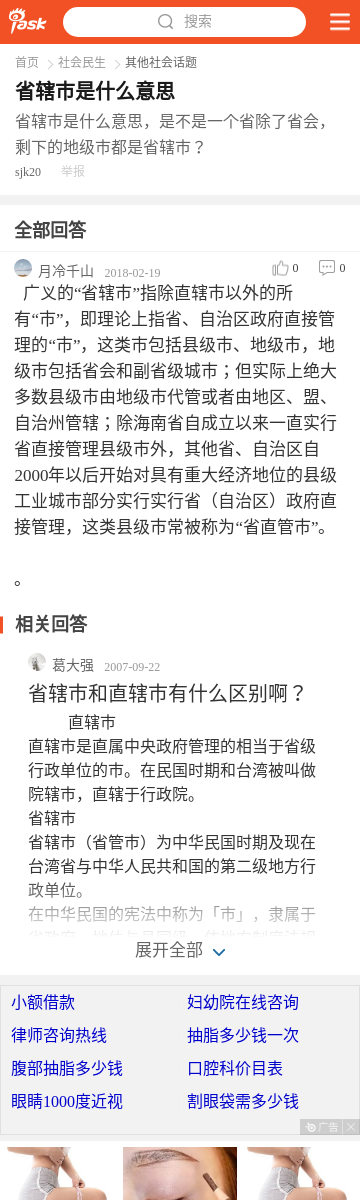 iask
搜索
首页 > 社会民生 > 其他社会话题
省辖市是什么意思
省辖市是什么意思，是不是一个省除了省会，
剩下的地级市都是省辖市？
sjk20 举报
全部回答
月冷千山 2018-02-19 0 0
广义的“省辖市”指除直辖市以外的所
有“市”，即理论上指省、自治区政府直接管
理的“市”，这类市包括县级市、地级市，地
级市包括省会和副省级城市；但实际上绝大
多数县级市由地级市代管或者由地区、盟、
自治州管辖；除海南省自成立以来一直实行
省直接管理县级市外，其他省、自治区自
2000年以后开始对具有重大经济地位的县级
工业城市部分实行实行省（自治区）政府直
接管理，这类县级市常被称为“省直管市”。
。
相关回答
葛大强 2007-09-22
省辖市和直辖市有什么区别啊？
直辖市
直辖市是直属中央政府管理的相当于省级
行政单位的市。在民国时期和台湾被叫做
院辖市，直辖于行政院。
省辖市
省辖市（省管市）为中华民国时期及现在
台湾省与中华人民共和国的第二级地方行
政单位。
在中华民国的宪法中称为「市」，隶属于
展开全部
小额借款 妇幼院在线咨询
律师咨询热线 抽脂多少钱一次
腹部抽脂多少钱 口腔科价目表
眼睛1000度近视 割眼袋需多少钱
广告